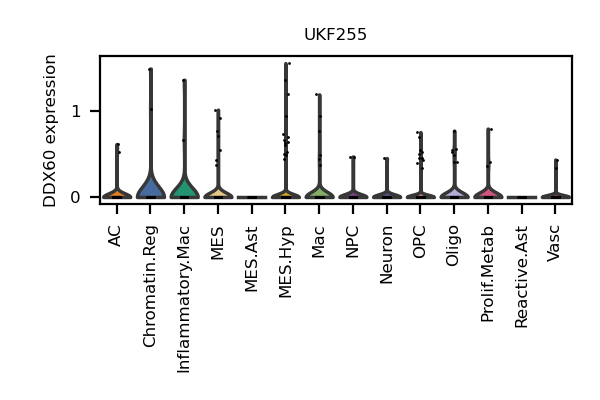 UKF255
DDX60 expression
1
0
AC
Chromatin.Reg
Inflammatory.Mac
MES
MES.Ast
MES.Hyp
Mac
NPC
Neuron
OPC
Oligo
Prolif.Metab
Reactive.Ast
Vasc